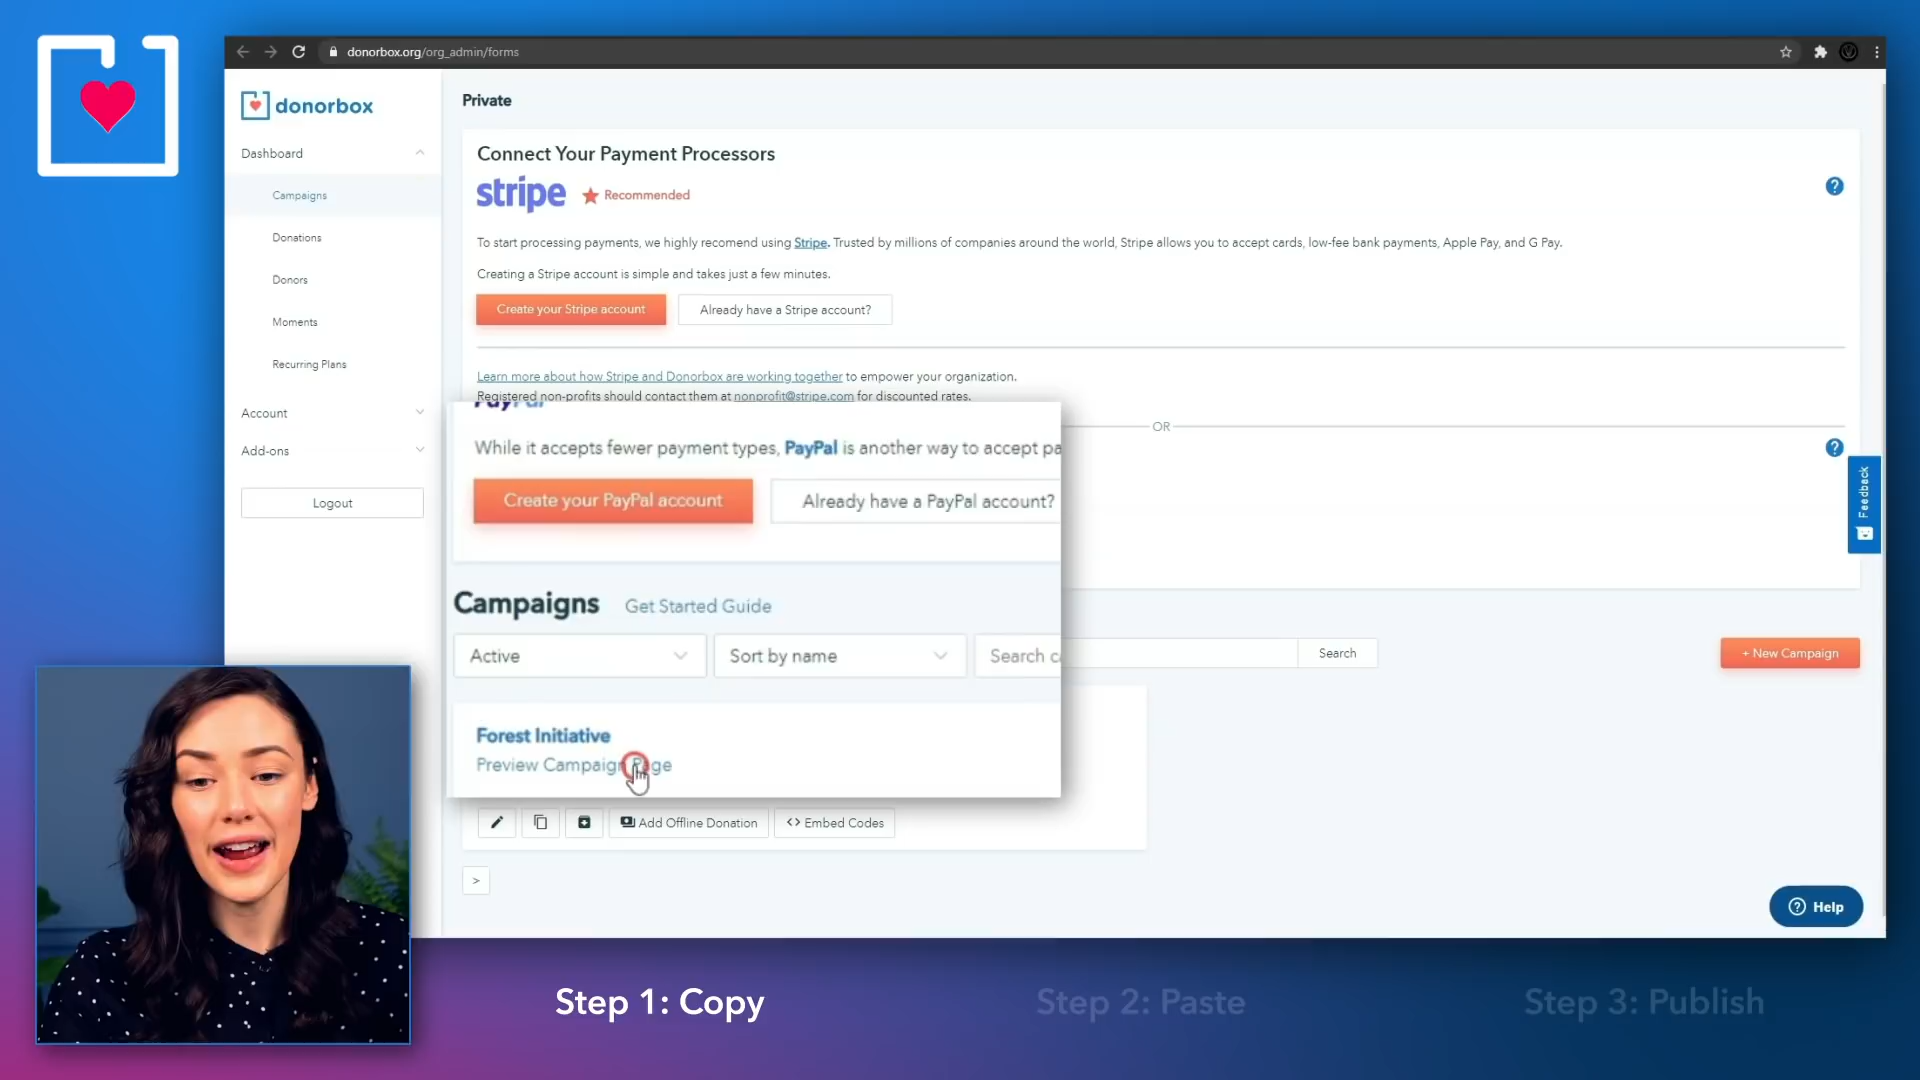 donorbox.org/org_admin/forms
donorbox
Private
Dashboard
Campaigns
Donations
Donors
Moments
Recurring Plans
Account
Add-ons
Logout
Connect Your Payment Processors
stripe
Recommended
To start processing payments, we highly recomend using Stripe. Trusted by millions of companies around the world, Stripe allows you to accept cards, low-fee bank payments, Apple Pay, and G Pay.
Creating a Stripe account is simple and takes just a few minutes.
Create your Stripe account
Already have a Stripe account?
Learn more about how Stripe and Donorbox are working together to empower your organization.
Registered non-profits should contact them at nonprofit@stripe.com for discounted rates.
PayPal
OR
While it accepts fewer payment types, PayPal is another way to accept pa
Create your PayPal account
Already have a PayPal account?
Feedback
Campaigns
Get Started Guide
Active
Sort by name
Search c
Search
+ New Campaign
Forest Initiative
Preview Campaign Page
Add Offline Donation
<> Embed Codes
>
Help
Step 1: Copy
Step 2: Paste
Step 3: Publish